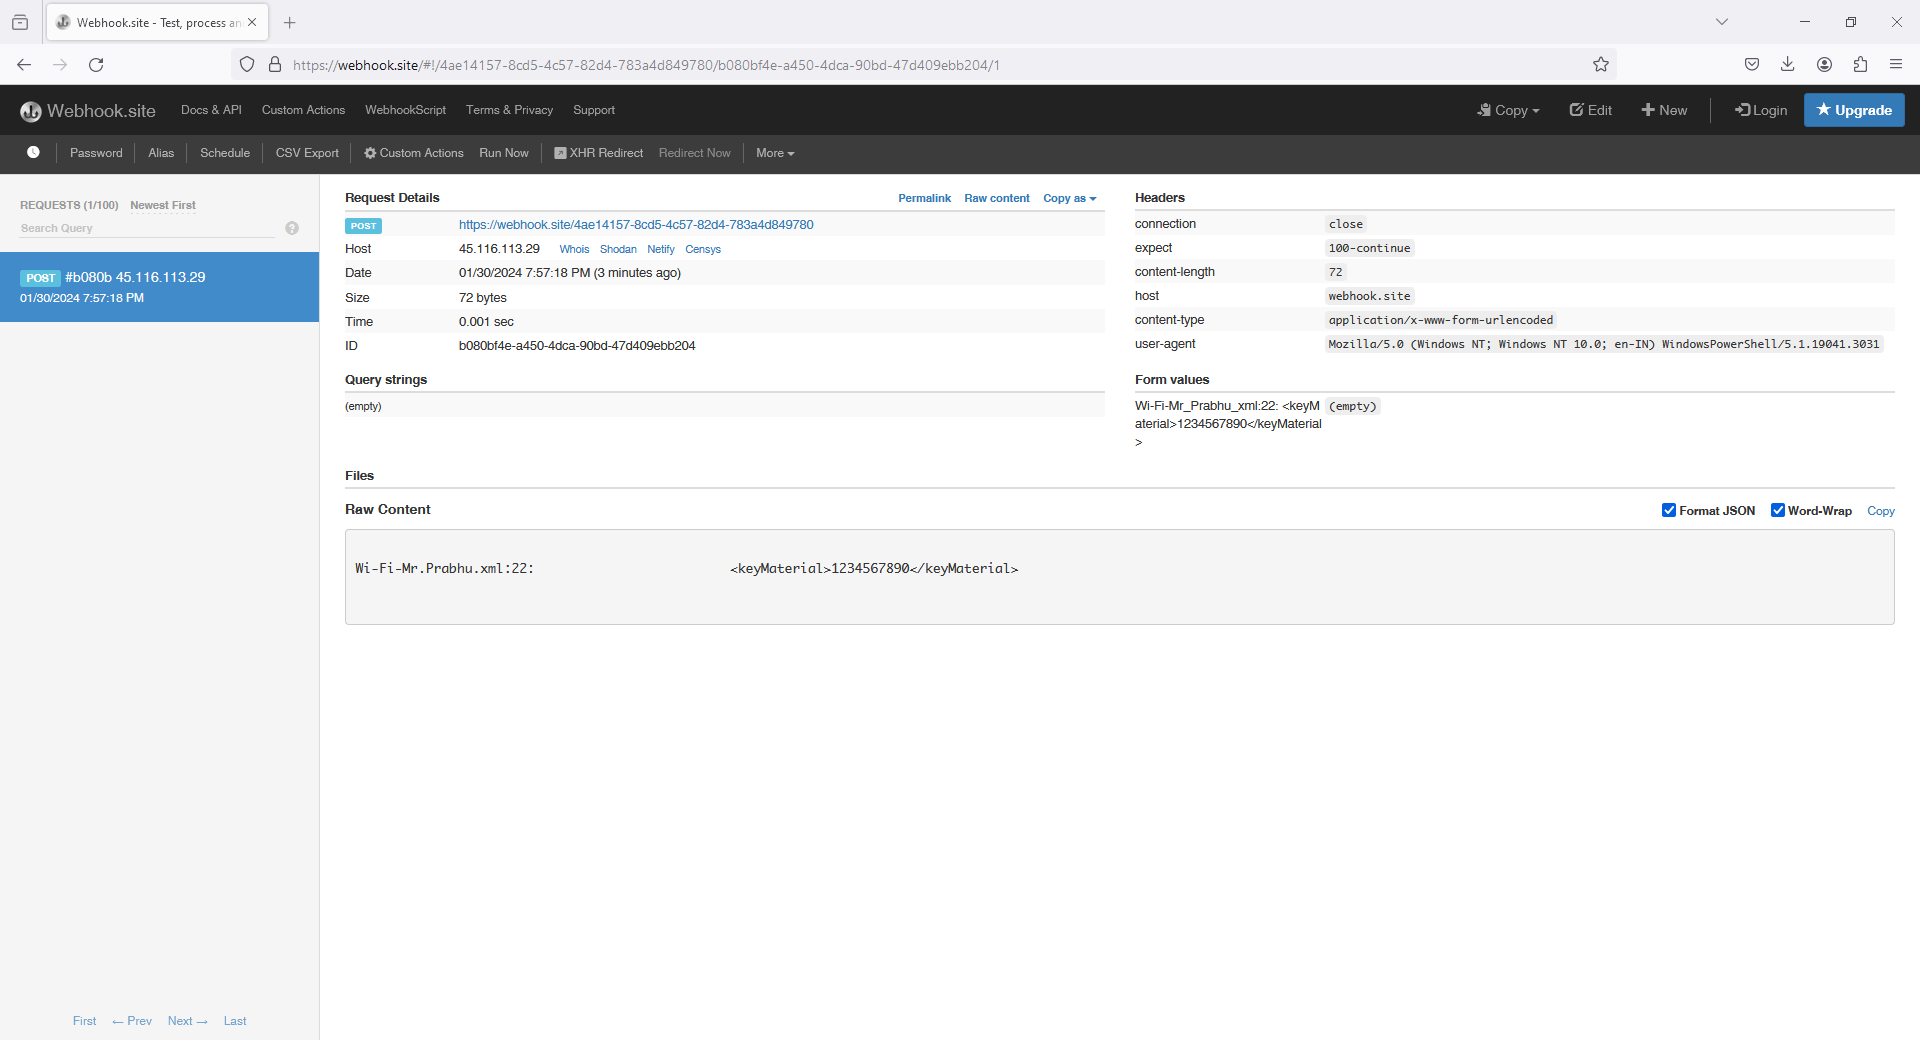 Webhook.site - Test, process an
https://webhook.site/#!/4ae14157-8cd5-4c57-82d4-783a4d849780/b080bf4e-a450-4dca-90bd-47d409ebb204/1
Webhook.site Docs & API Custom Actions WebhookScript Terms & Privacy Support Copy Edit New Login Upgrade
Password Alias Schedule CSV Export Custom Actions Run Now XHR Redirect Redirect Now More
REQUESTS (1/100) Newest First
Search Query ?
POST #b080b 45.116.113.29
01/30/2024 7:57:18 PM
First ← Prev Next → Last
Request Details Permalink Raw content Copy as
POST https://webhook.site/4ae14157-8cd5-4c57-82d4-783a4d849780
Host 45.116.113.29 Whois Shodan Netify Censys
Date 01/30/2024 7:57:18 PM (3 minutes ago)
Size 72 bytes
Time 0.001 sec
ID b080bf4e-a450-4dca-90bd-47d409ebb204
Query strings
(empty)
Headers
connection close
expect 100-continue
content-length 72
host webhook.site
content-type application/x-www-form-urlencoded
user-agent Mozilla/5.0 (Windows NT; Windows NT 10.0; en-IN) WindowsPowerShell/5.1.19041.3031
Form values
Wi-Fi-Mr_Prabhu_xml:22: <keyM (empty)
aterial>1234567890</keyMaterial
>
Files
Raw Content Format JSON Word-Wrap Copy
Wi-Fi-Mr.Prabhu.xml:22: <keyMaterial>1234567890</keyMaterial>